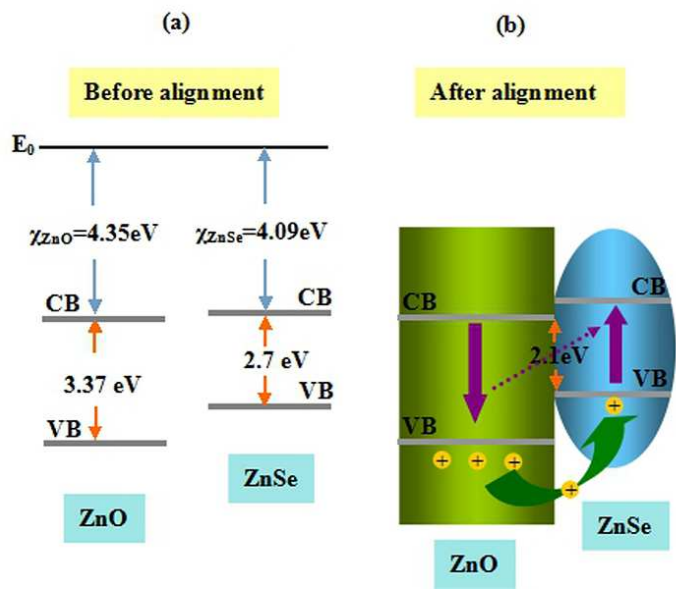 (a)
Before alignment
E₀
χZnO=4.35eV
χZnSe=4.09eV
CB
CB
3.37 eV
2.7 eV
VB
VB
ZnO
ZnSe
(b)
After alignment
CB
CB
2.1eV
VB
VB
+
+ + +
+
ZnO
ZnSe